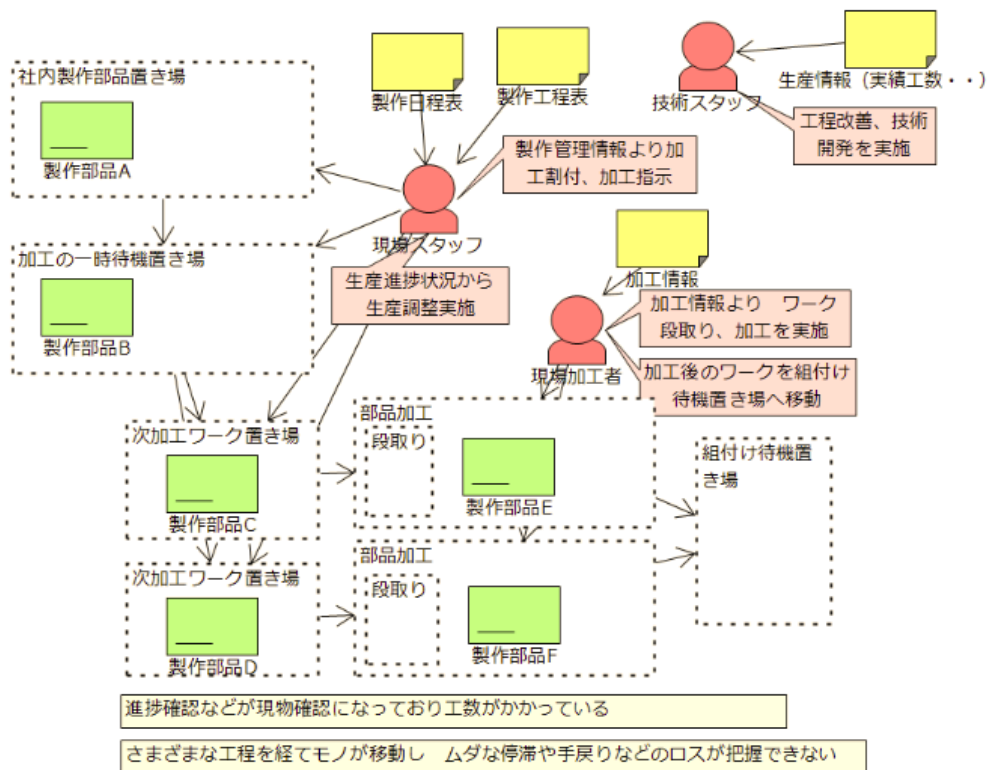 社内製作部品置き場
製作部品A
製作日程表
製作工程表
技術スタッフ
生産情報（実績工数・・）
工程改善、技術
開発を実施
製作管理情報より加
工割付、加工指示
現場スタッフ
加工の一時待機置き場
製作部品B
生産進捗状況から
生産調整実施
加工情報
加工情報より　ワーク
段取り、加工を実施
現場加工者
加工後のワークを組付け
待機置き場へ移動
次加工ワーク置き場
製作部品C
部品加工
段取り
製作部品E
組付け待機置
き場
次加工ワーク置き場
製作部品D
部品加工
段取り
製作部品F
進捗確認などが現物確認になっており工数がかかっている
さまざまな工程を経てモノが移動し　ムダな停滞や手戻りなどのロスが把握できない